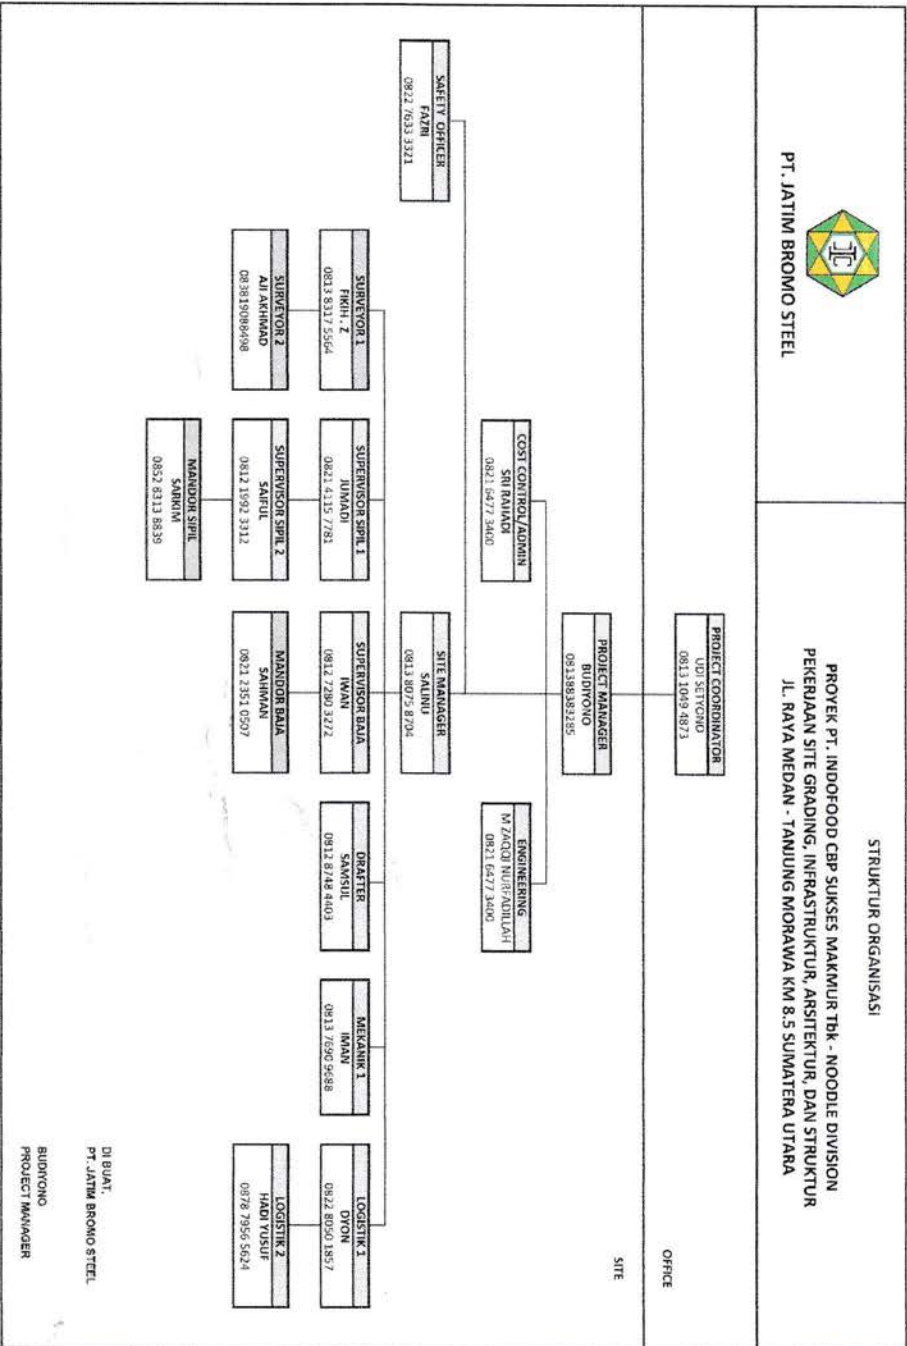 PT. JATIM BROMO STEEL
STRUKTUR ORGANISASI
PROYEK PT. INDOFOOD CBP SUKSES MAKMUR Tbk - NOODLE DIVISION
PEKERJAAN SITE GRADING, INFRASTRUKTUR, ARSITEKTUR, DAN STRUKTUR
JL. RAYA MEDAN - TANJUNG MORAWA KM 8.5 SUMATERA UTARA
OFFICE
PROJECT COORDINATOR
UDI SETYONO
0813 1049 4873
SITE
PROJECT MANAGER
BUDIYONO
081388383285
COST CONTROL/ADMIN
SRI RAHADI
0821 6477 3400
ENGINEERING
M ZAQQI NURFADILLAH
0821 6477 3400
SAFETY OFFICER
FAZRI
0822 7633 3321
SITE MANAGER
SALINU
0813 8075 8704
SURVEYOR 1
FIKIH . Z
0813 8317 5564
SUPERVISOR SIPIL 1
JUMADI
0821 4115 7781
SUPERVISOR BAJA
IWAN
0812 7280 3272
DRAFTER
SAMSUL
0812 8748 4403
MEKANIK 1
IMAN
0813 7690 9688
LOGISTIK 1
DYON
0822 8050 1857
SURVEYOR 2
AJI AKHMAD
083819088498
SUPERVISOR SIPIL 2
SAIFUL
0812 1992 3312
MANDOR BAJA
SAHMAN
0821 2351 0507
LOGISTIK 2
HADI YUSUF
0878 7956 5624
MANDOR SIPIL
SARKIM
0852 8313 8839
DI BUAT,
PT. JATIM BROMO STEEL
BUDIYONO
PROJECT MANAGER